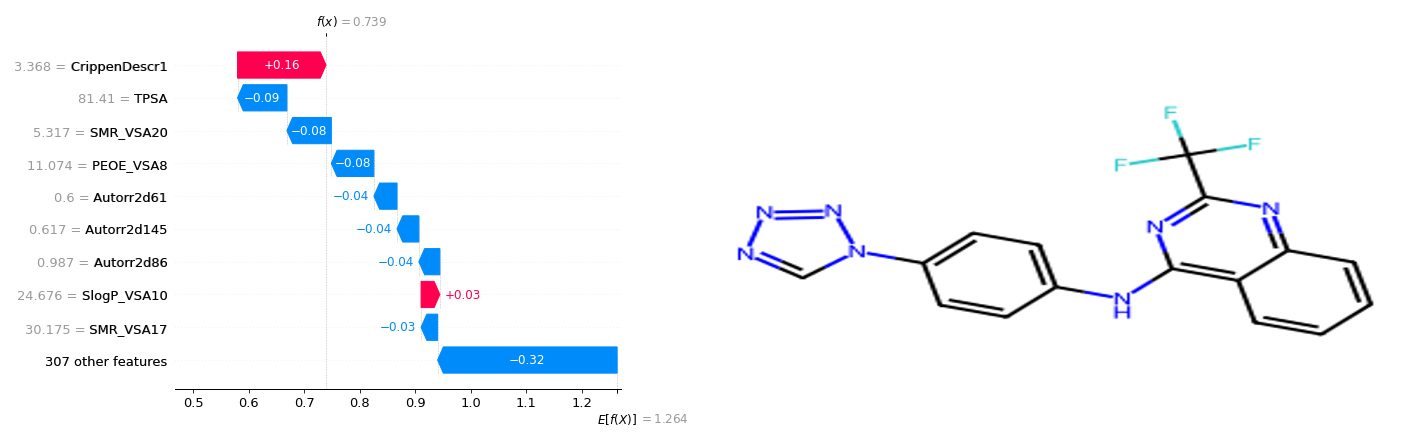 f(x) = 0.739
3.368 = CrippenDescr1 +0.16
81.41 = TPSA −0.09
5.317 = SMR_VSA20 −0.08
11.074 = PEOE_VSA8 −0.08
0.6 = Autorr2d61 −0.04
0.617 = Autorr2d145 −0.04
0.987 = Autorr2d86 −0.04
24.676 = SlogP_VSA10 +0.03
30.175 = SMR_VSA17 −0.03
307 other features −0.32
0.5 0.6 0.7 0.8 0.9 1.0 1.1 1.2
E[f(X)] = 1.264
F
F
F
N N N
N
N N
N
H